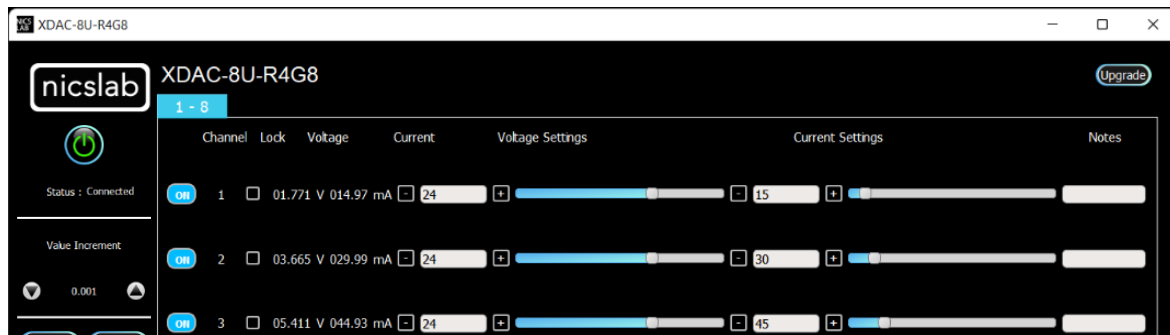 NICS LAB XDAC-8U-R4G8
nicslab
XDAC-8U-R4G8
Upgrade
1 - 8
Channel Lock Voltage Current Voltage Settings Current Settings Notes
Status : Connected
ON 1 01.771 V 014.97 mA - 24 + - 15 +
Value Increment
ON 2 03.665 V 029.99 mA - 24 + - 30 +
0.001
ON 3 05.411 V 044.93 mA - 24 + - 45 +